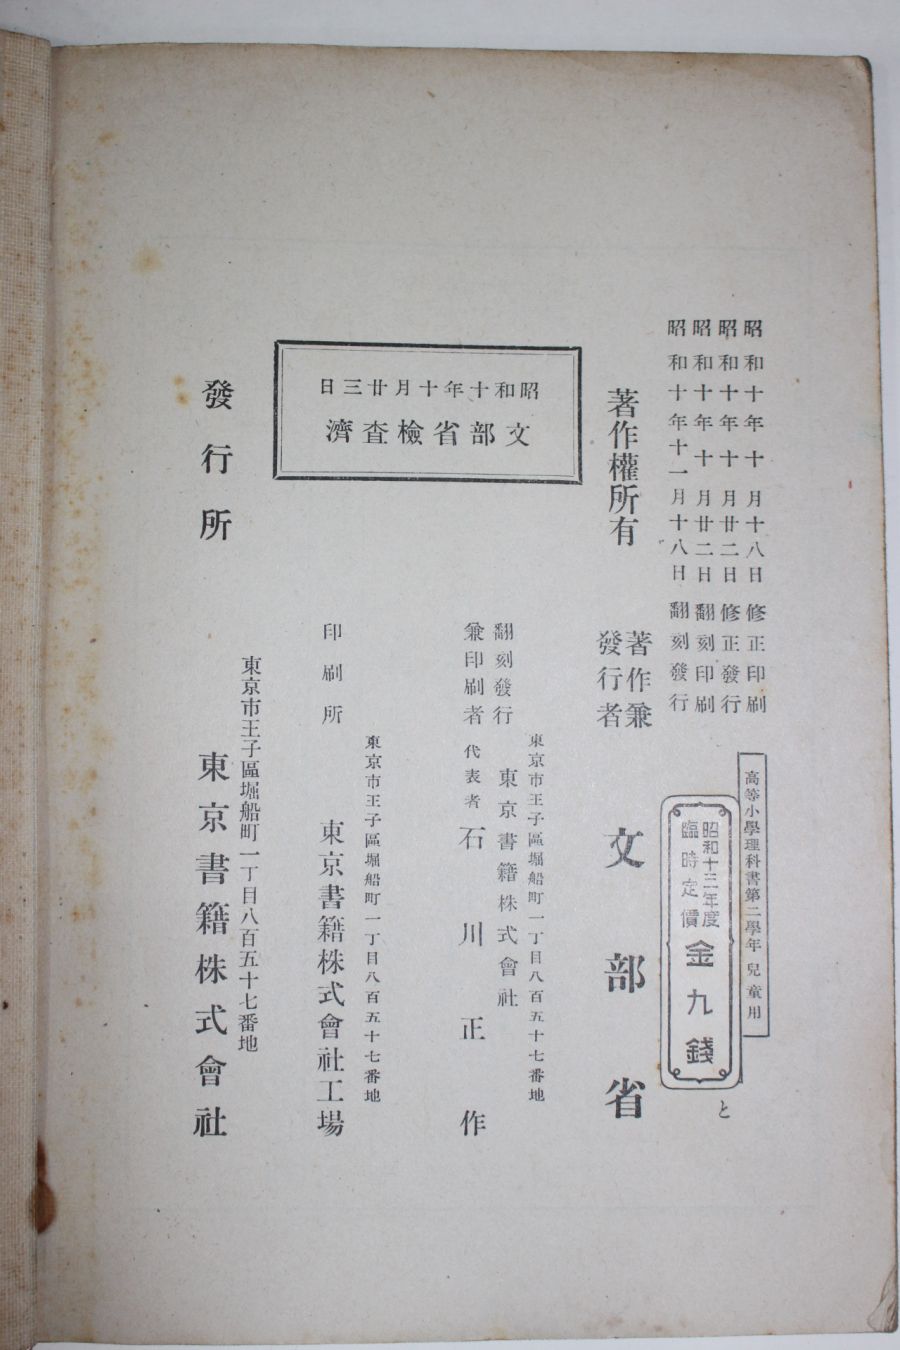 昭和十年十月十八日修正印刷
昭和十年十月廿二日修正發行
昭和十年十月廿二日翻刻印刷
昭和十年十一月十八日翻刻發行
高等小學理科書第二學年兒童用
昭和十三年度
臨時定價
金九錢
と
著作權所有
著作兼
發行者
文部省
昭和十年十月廿三日
文部省檢查濟
東京市王子區堀船町一丁目八百五十七番地
翻刻發行
兼印刷者
東京書籍株式會社
代表者石川正作
東京市王子區堀船町一丁目八百五十七番地
印刷所
東京書籍株式會社工場
東京市王子區堀船町一丁目八百五十七番地
發行所
東京書籍株式會社